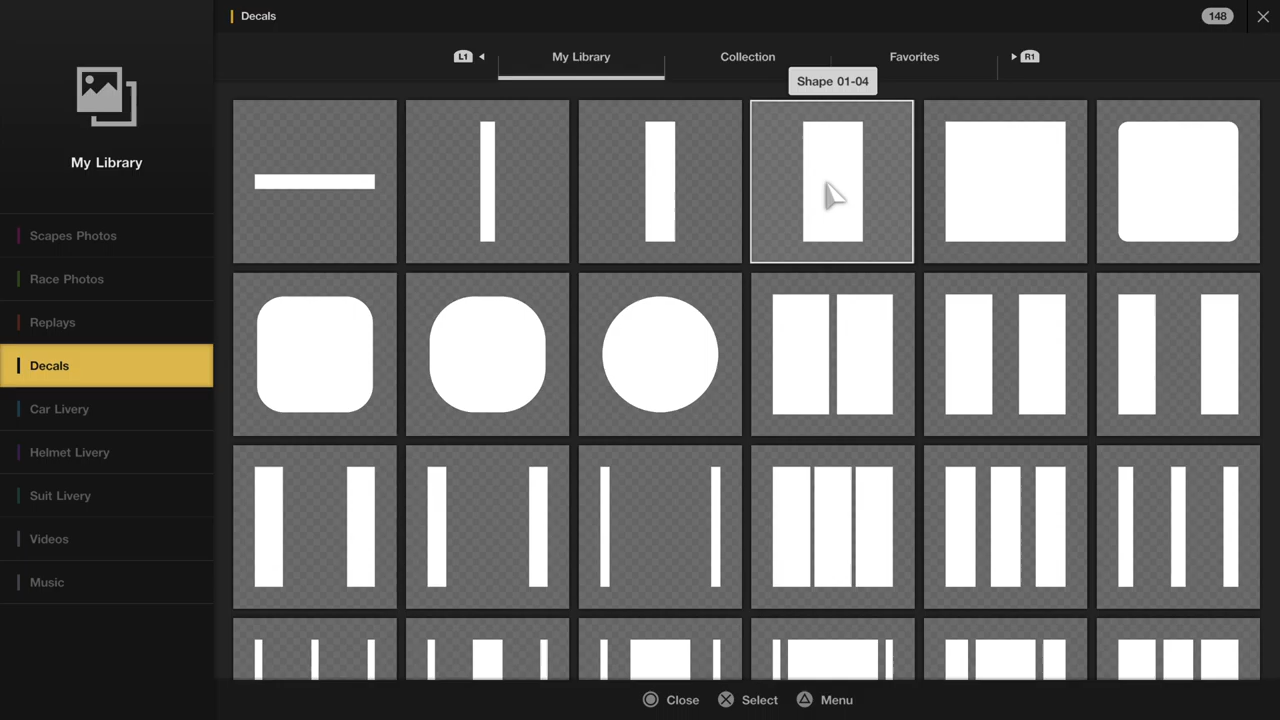 Decals
148
L1
My Library
Collection
Favorites
R1
Shape 01-04
My Library
Scapes Photos
Race Photos
Replays
Decals
Car Livery
Helmet Livery
Suit Livery
Videos
Music
Close
Select
Menu